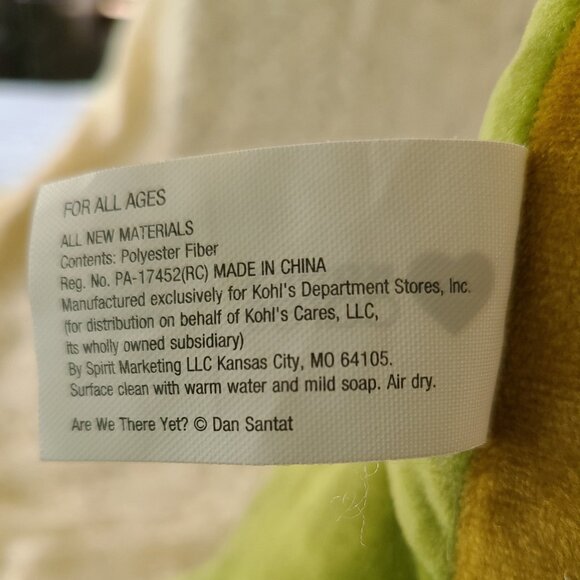 FOR ALL AGES
ALL NEW MATERIALS
Contents: Polyester Fiber
Reg. No. PA-17452(RC) MADE IN CHINA
Manufactured exclusively for Kohl's Department Stores, Inc.
(for distribution on behalf of Kohl's Cares, LLC,
its wholly owned subsidiary)
By Spirit Marketing LLC Kansas City, MO 64105.
Surface clean with warm water and mild soap. Air dry.
Are We There Yet? © Dan Santat